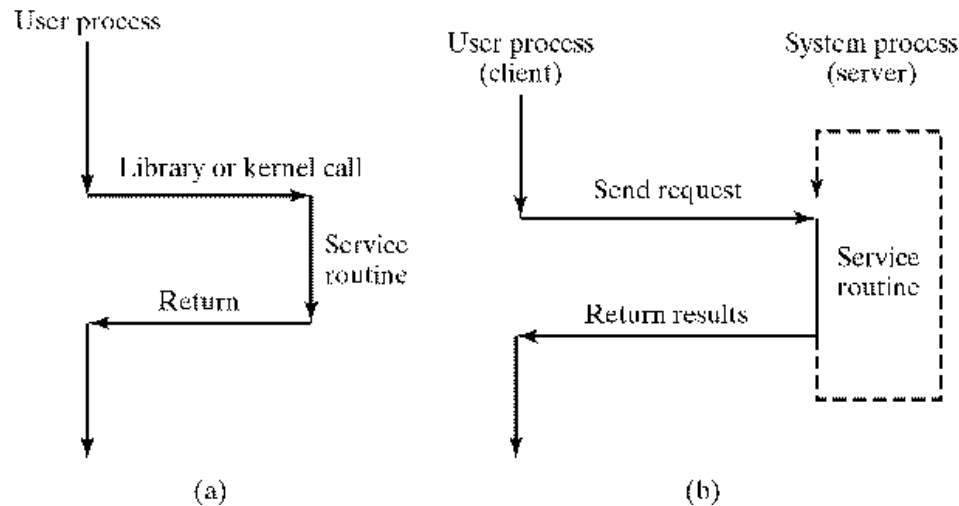 User process
Library or kernel call
Service
routine
Return
(a)
User process
(client)
System process
(server)
Send request
Service
routine
Return results
(b)